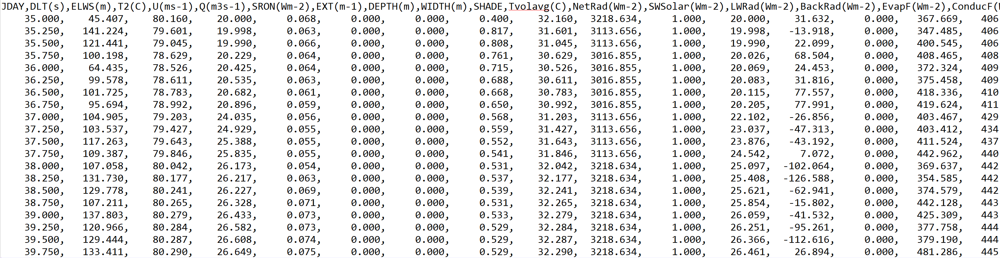 JDAY,DLT(s),ELWS(m),T2(C),U(ms-1),Q(m3s-1),SRON(Wm-2),EXT(m-1),DEPTH(m),WIDTH(m),SHADE,Tvolavg(C),NetRad(Wm-2),SWSolar(Wm-2),LWRad(Wm-2),BackRad(Wm-2),EvapF(Wm-2),ConducF(
35.000, 45.407, 80.160, 20.000, 0.068, 0.000, 0.000, 0.400, 32.160, 3218.634, 1.000, 20.000, 31.632, 0.000, 367.669, 406
35.250, 141.224, 79.601, 19.998, 0.063, 0.000, 0.000, 0.817, 31.601, 3113.656, 1.000, 19.998, -13.918, 0.000, 347.485, 406
35.500, 121.441, 79.045, 19.990, 0.066, 0.000, 0.000, 0.808, 31.045, 3113.656, 1.000, 19.990, 22.099, 0.000, 400.545, 406
35.750, 100.198, 78.629, 20.229, 0.064, 0.000, 0.000, 0.761, 30.629, 3016.855, 1.000, 20.026, 68.504, 0.000, 408.465, 408
36.000, 64.435, 78.526, 20.425, 0.064, 0.000, 0.000, 0.715, 30.526, 3016.855, 1.000, 20.069, 24.453, 0.000, 372.324, 409
36.250, 99.578, 78.611, 20.535, 0.063, 0.000, 0.000, 0.688, 30.611, 3016.855, 1.000, 20.083, 31.816, 0.000, 375.458, 409
36.500, 101.725, 78.783, 20.682, 0.061, 0.000, 0.000, 0.668, 30.783, 3016.855, 1.000, 20.115, 77.557, 0.000, 418.336, 410
36.750, 95.694, 78.992, 20.896, 0.059, 0.000, 0.000, 0.650, 30.992, 3016.855, 1.000, 20.205, 77.991, 0.000, 419.624, 411
37.000, 104.905, 79.203, 24.035, 0.056, 0.000, 0.000, 0.568, 31.203, 3113.656, 1.000, 22.102, -26.856, 0.000, 403.467, 429
37.250, 103.537, 79.427, 24.929, 0.055, 0.000, 0.000, 0.559, 31.427, 3113.656, 1.000, 23.037, -47.313, 0.000, 403.412, 434
37.500, 117.263, 79.643, 25.388, 0.055, 0.000, 0.000, 0.552, 31.643, 3113.656, 1.000, 23.876, -43.192, 0.000, 411.524, 437
37.750, 109.387, 79.846, 25.835, 0.055, 0.000, 0.000, 0.541, 31.846, 3113.656, 1.000, 24.542, 7.072, 0.000, 442.962, 440
38.000, 107.058, 80.042, 26.173, 0.054, 0.000, 0.000, 0.531, 32.042, 3218.634, 1.000, 25.097, -102.064, 0.000, 369.637, 442
38.250, 131.730, 80.177, 26.217, 0.063, 0.000, 0.000, 0.537, 32.177, 3218.634, 1.000, 25.408, -126.588, 0.000, 354.585, 442
38.500, 129.778, 80.241, 26.227, 0.069, 0.000, 0.000, 0.539, 32.241, 3218.634, 1.000, 25.621, -62.941, 0.000, 374.579, 442
38.750, 107.211, 80.265, 26.328, 0.071, 0.000, 0.000, 0.531, 32.265, 3218.634, 1.000, 25.854, -15.802, 0.000, 442.128, 443
39.000, 137.803, 80.279, 26.433, 0.073, 0.000, 0.000, 0.533, 32.279, 3218.634, 1.000, 26.059, -41.532, 0.000, 425.309, 443
39.250, 120.966, 80.284, 26.582, 0.073, 0.000, 0.000, 0.529, 32.284, 3218.634, 1.000, 26.251, -95.261, 0.000, 377.758, 444
39.500, 129.444, 80.287, 26.608, 0.074, 0.000, 0.000, 0.529, 32.287, 3218.634, 1.000, 26.366, -112.616, 0.000, 379.190, 444
39.750, 133.411, 80.290, 26.649, 0.075, 0.000, 0.000, 0.529, 32.290, 3218.634, 1.000, 26.461, 26.894, 0.000, 481.286, 445